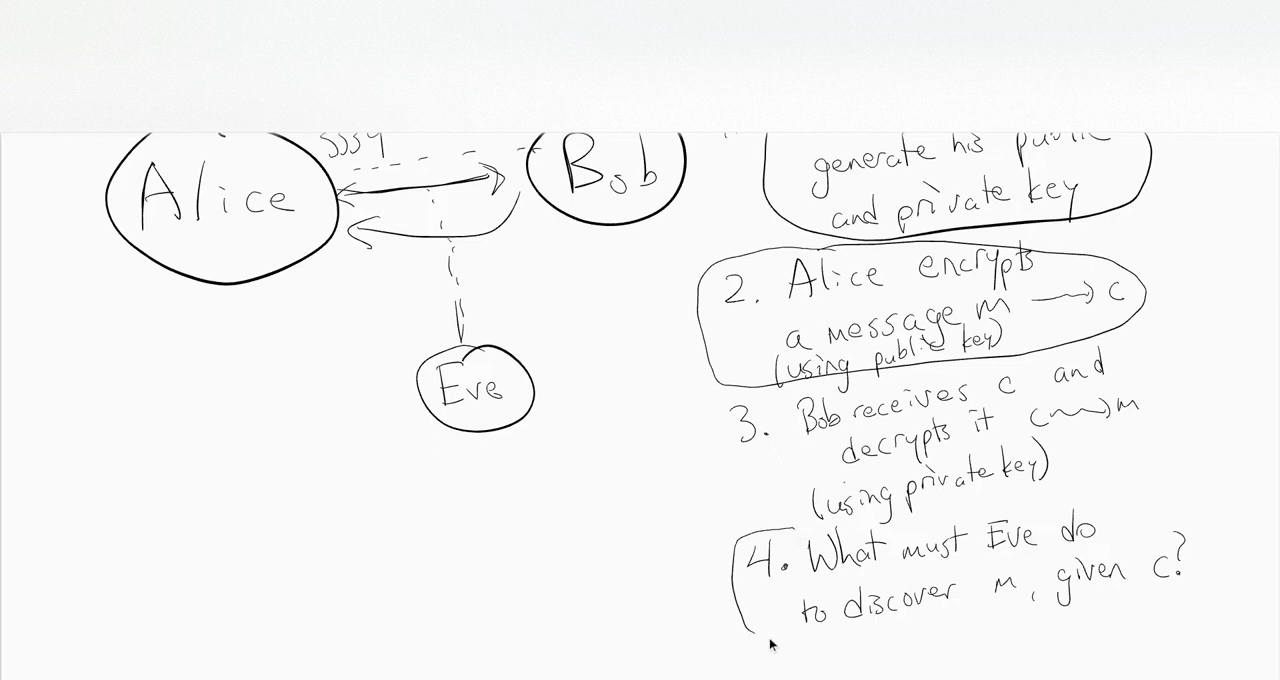 Alice
Bob
Eve
generate his public
and private key
2. Alice encrypts
a message m → c
(using public key)
3. Bob receives c and
decrypts it c → m
(using private key)
4. What must Eve do
to discover m, given c?